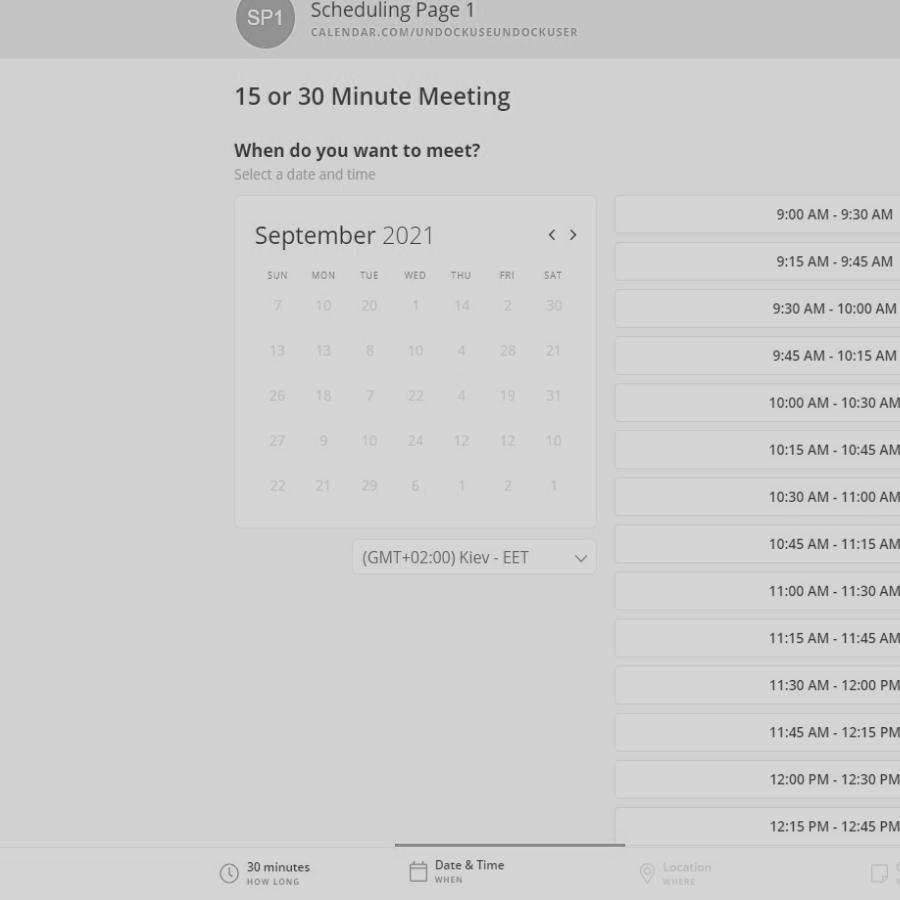 SP1
Scheduling Page 1
CALENDAR.COM/UNDOCKUSEUNDOCKUSER
15 or 30 Minute Meeting
When do you want to meet?
Select a date and time
September 2021
SUN MON TUE WED THU FRI SAT
7 10 20 1 14 2 30
13 13 8 10 4 28 21
26 18 7 22 4 19 31
27 9 10 24 12 12 10
22 21 29 6 1 2 1
(GMT+02:00) Kiev - EET
9:00 AM - 9:30 AM
9:15 AM - 9:45 AM
9:30 AM - 10:00 AM
9:45 AM - 10:15 AM
10:00 AM - 10:30 AM
10:15 AM - 10:45 AM
10:30 AM - 11:00 AM
10:45 AM - 11:15 AM
11:00 AM - 11:30 AM
11:15 AM - 11:45 AM
11:30 AM - 12:00 PM
11:45 AM - 12:15 PM
12:00 PM - 12:30 PM
12:15 PM - 12:45 PM
30 minutes
HOW LONG
Date & Time
WHEN
Location
WHERE